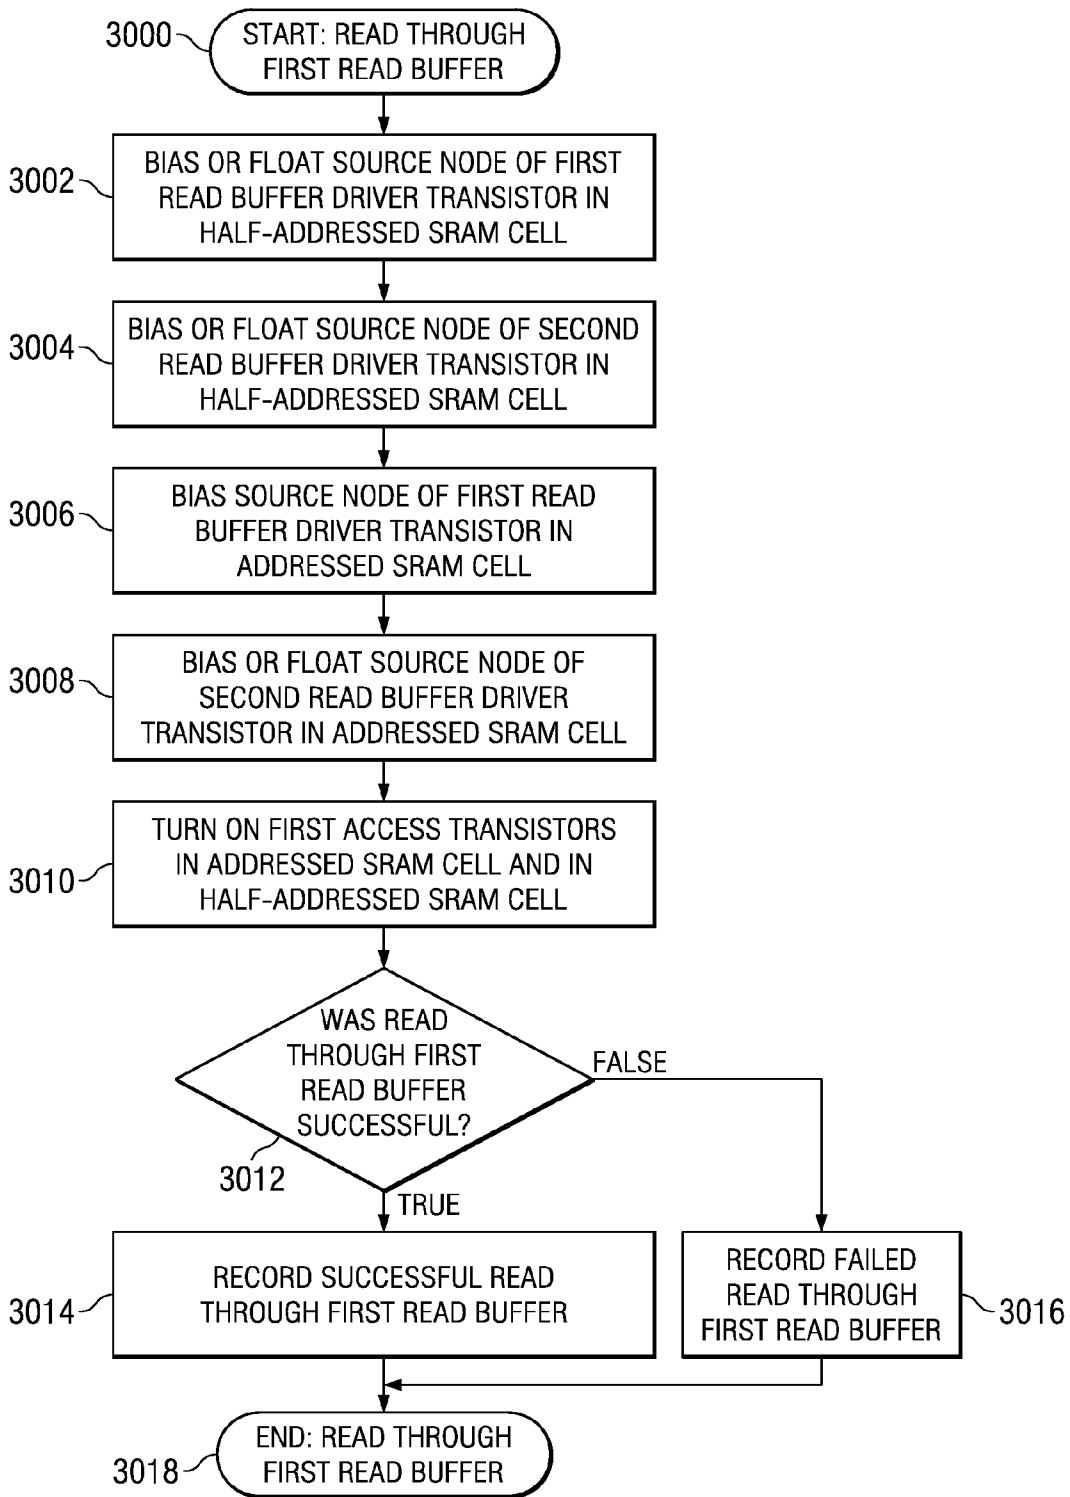 3000
START: READ THROUGH
FIRST READ BUFFER
3002
BIAS OR FLOAT SOURCE NODE OF FIRST
READ BUFFER DRIVER TRANSISTOR IN
HALF-ADDRESSED SRAM CELL
3004
BIAS OR FLOAT SOURCE NODE OF SECOND
READ BUFFER DRIVER TRANSISTOR IN
HALF-ADDRESSED SRAM CELL
3006
BIAS SOURCE NODE OF FIRST READ
BUFFER DRIVER TRANSISTOR IN
ADDRESSED SRAM CELL
3008
BIAS OR FLOAT SOURCE NODE OF
SECOND READ BUFFER DRIVER
TRANSISTOR IN ADDRESSED SRAM CELL
3010
TURN ON FIRST ACCESS TRANSISTORS
IN ADDRESSED SRAM CELL AND IN
HALF-ADDRESSED SRAM CELL
WAS READ
THROUGH FIRST
READ BUFFER
SUCCESSFUL?
3012
FALSE
TRUE
3014
RECORD SUCCESSFUL READ
THROUGH FIRST READ BUFFER
RECORD FAILED
READ THROUGH
FIRST READ BUFFER
3016
3018
END: READ THROUGH
FIRST READ BUFFER